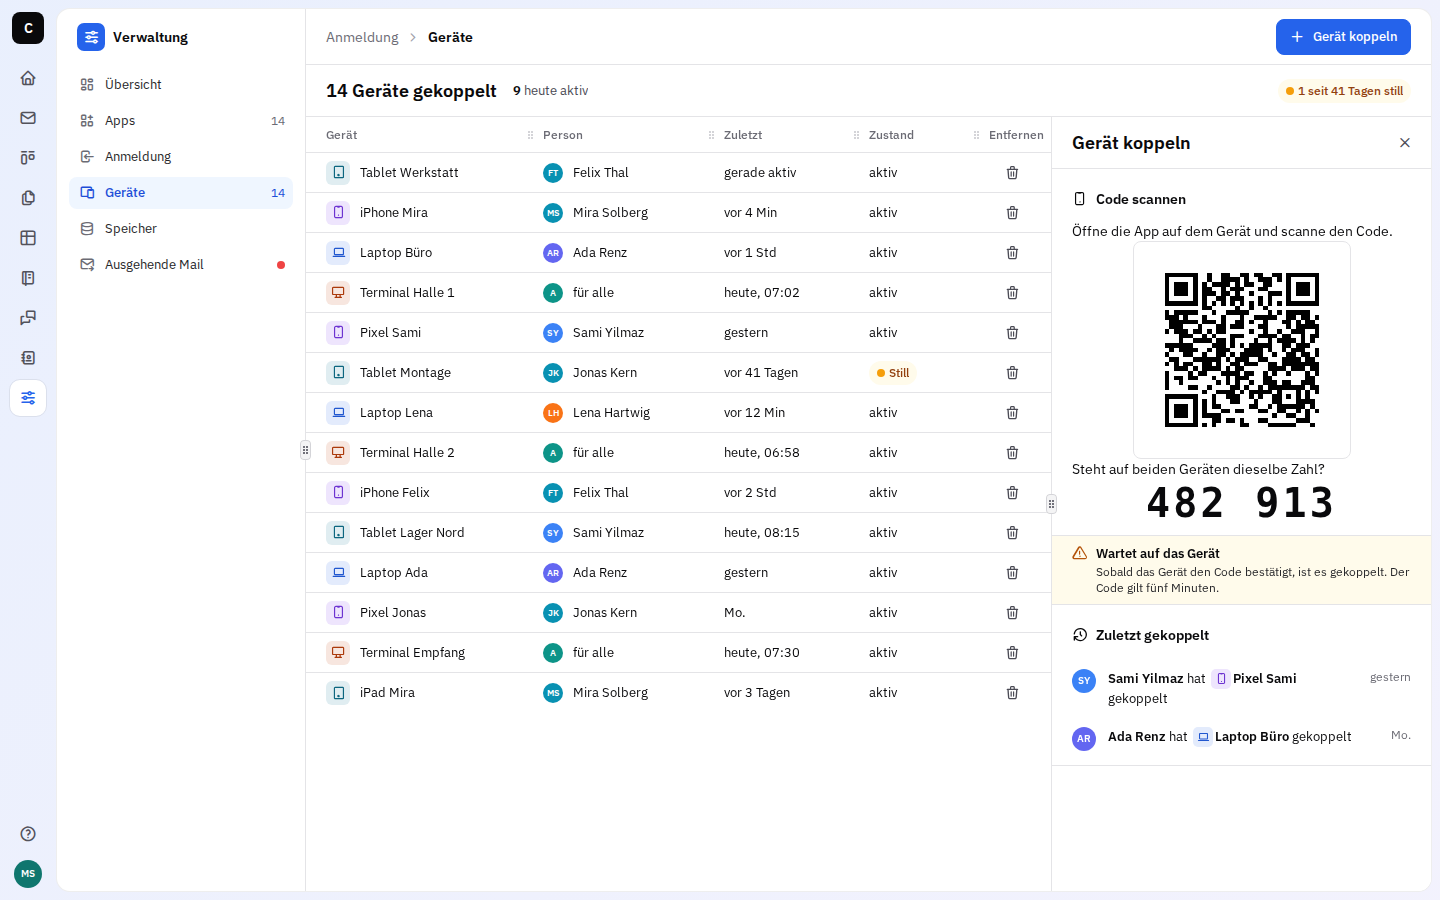 C
Verwaltung
Übersicht
Apps 14
Anmeldung
Geräte 14
Speicher
Ausgehende Mail
MS
Anmeldung Geräte
Gerät koppeln
14 Geräte gekoppelt 9 heute aktiv
1 seit 41 Tagen still
Gerät Person Zuletzt Zustand Entfernen
Tablet Werkstatt FT Felix Thal gerade aktiv aktiv
iPhone Mira MS Mira Solberg vor 4 Min aktiv
Laptop Büro AR Ada Renz vor 1 Std aktiv
Terminal Halle 1 A für alle heute, 07:02 aktiv
Pixel Sami SY Sami Yilmaz gestern aktiv
Tablet Montage JK Jonas Kern vor 41 Tagen Still
Laptop Lena LH Lena Hartwig vor 12 Min aktiv
Terminal Halle 2 A für alle heute, 06:58 aktiv
iPhone Felix FT Felix Thal vor 2 Std aktiv
Tablet Lager Nord SY Sami Yilmaz heute, 08:15 aktiv
Laptop Ada AR Ada Renz gestern aktiv
Pixel Jonas JK Jonas Kern Mo. aktiv
Terminal Empfang A für alle heute, 07:30 aktiv
iPad Mira MS Mira Solberg vor 3 Tagen aktiv
Gerät koppeln
Code scannen
Öffne die App auf dem Gerät und scanne den Code.
Steht auf beiden Geräten dieselbe Zahl?
482 913
Wartet auf das Gerät
Sobald das Gerät den Code bestätigt, ist es gekoppelt. Der
Code gilt fünf Minuten.
Zuletzt gekoppelt
SY Sami Yilmaz hat Pixel Sami gestern
gekoppelt
AR Ada Renz hat Laptop Büro gekoppelt Mo.